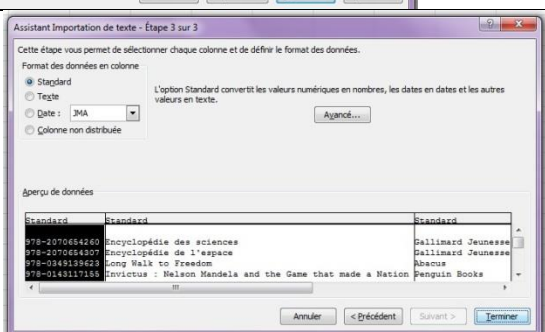 Assistant Importation de texte - Étape 3 sur 3
Cette étape vous permet de sélectionner chaque colonne et de définir le format des données.
Format des données en colonne
Standard
Texte
Date : JMA
Colonne non distribuée
L'option Standard convertit les valeurs numériques en nombres, les dates en dates et les autres
valeurs en texte.
Avancé...
Aperçu de données
Standard Standard Standard
978-2070654260 Encyclopédie des sciences Gallimard Jeunesse
978-2070654307 Encyclopédie de l'espace Gallimard Jeunesse
978-0349139623 Long Walk to Freedom Abacus
978-0143117155 Invictus : Nelson Mandela and the Game that made a Nation Penguin Books
Annuler < Précédent Suivant > Terminer